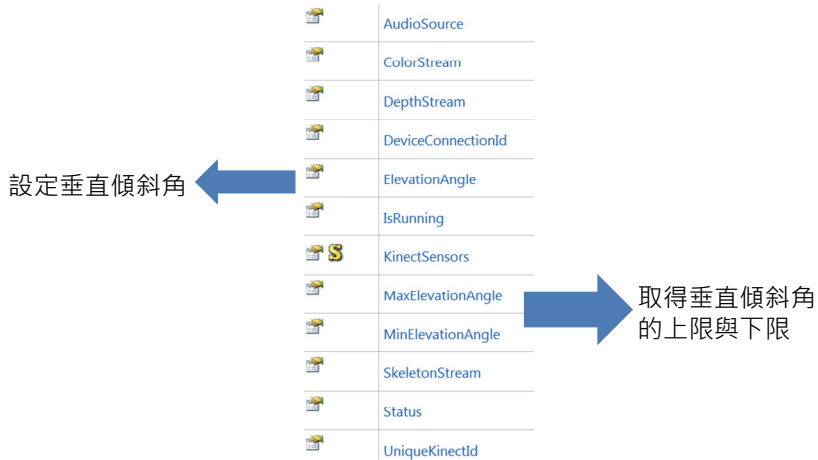 AudioSource
ColorStream
DepthStream
DeviceConnectionId
設定垂直傾斜角
ElevationAngle
IsRunning
S KinectSensors
MaxElevationAngle
取得垂直傾斜角
的上限與下限
MinElevationAngle
SkeletonStream
Status
UniqueKinectId